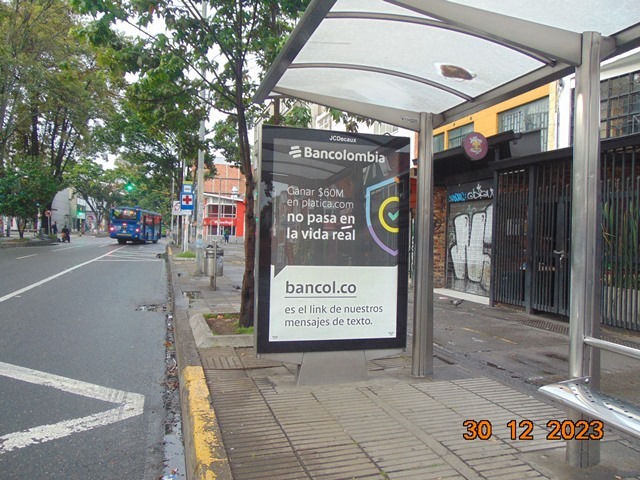 JCDecaux
Bancolombia
Ganar $60M
en platica.com
no pasa en
la vida real
bancol.co
es el link de nuestros
mensajes de texto.
30 12 2023